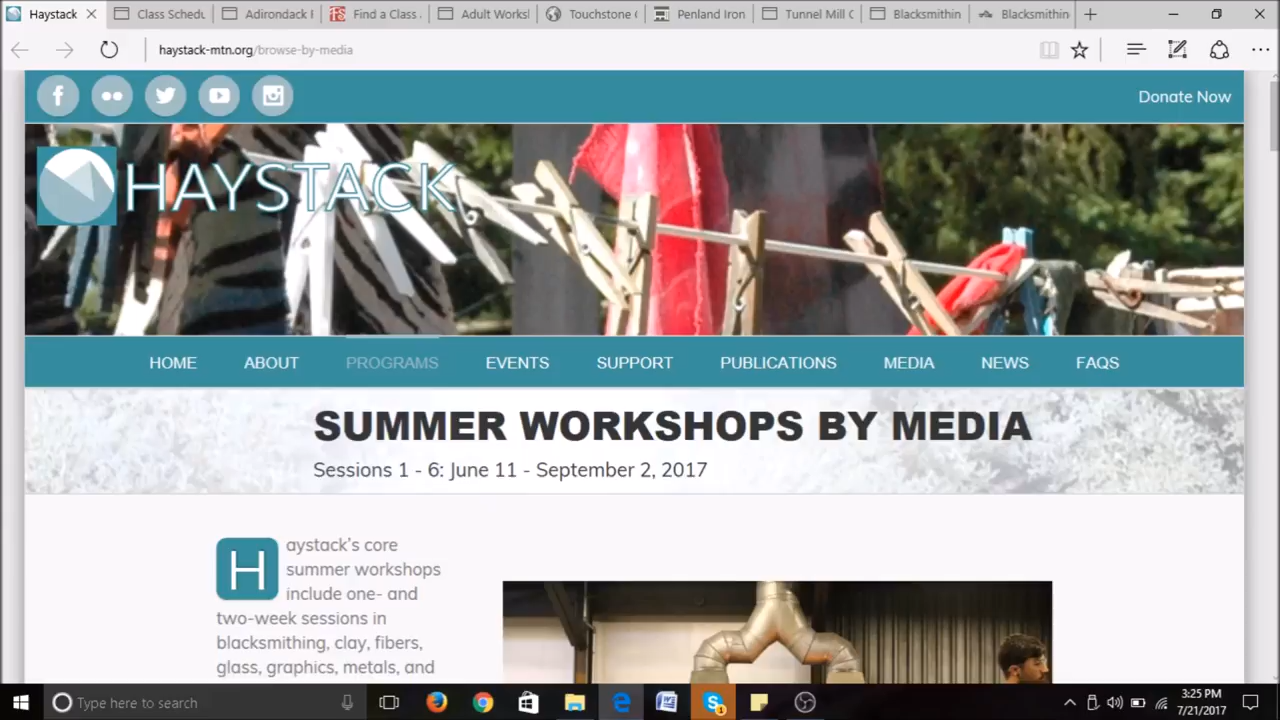 Haystack
Class Schedu
Adirondack F
Find a Class
Adult Worksh
Touchstone C
Penland Iron
Tunnel Mill C
Blacksmithin
Blacksmithin
haystack-mtn.org/browse-by-media
Donate Now
HAYSTACK
HOME ABOUT PROGRAMS EVENTS SUPPORT PUBLICATIONS MEDIA NEWS FAQS
SUMMER WORKSHOPS BY MEDIA
Sessions 1 - 6: June 11 - September 2, 2017
Haystack's core
summer workshops
include one- and
two-week sessions in
blacksmithing, clay, fibers,
glass, graphics, metals, and
Type here to search
3:25 PM
7/21/2017